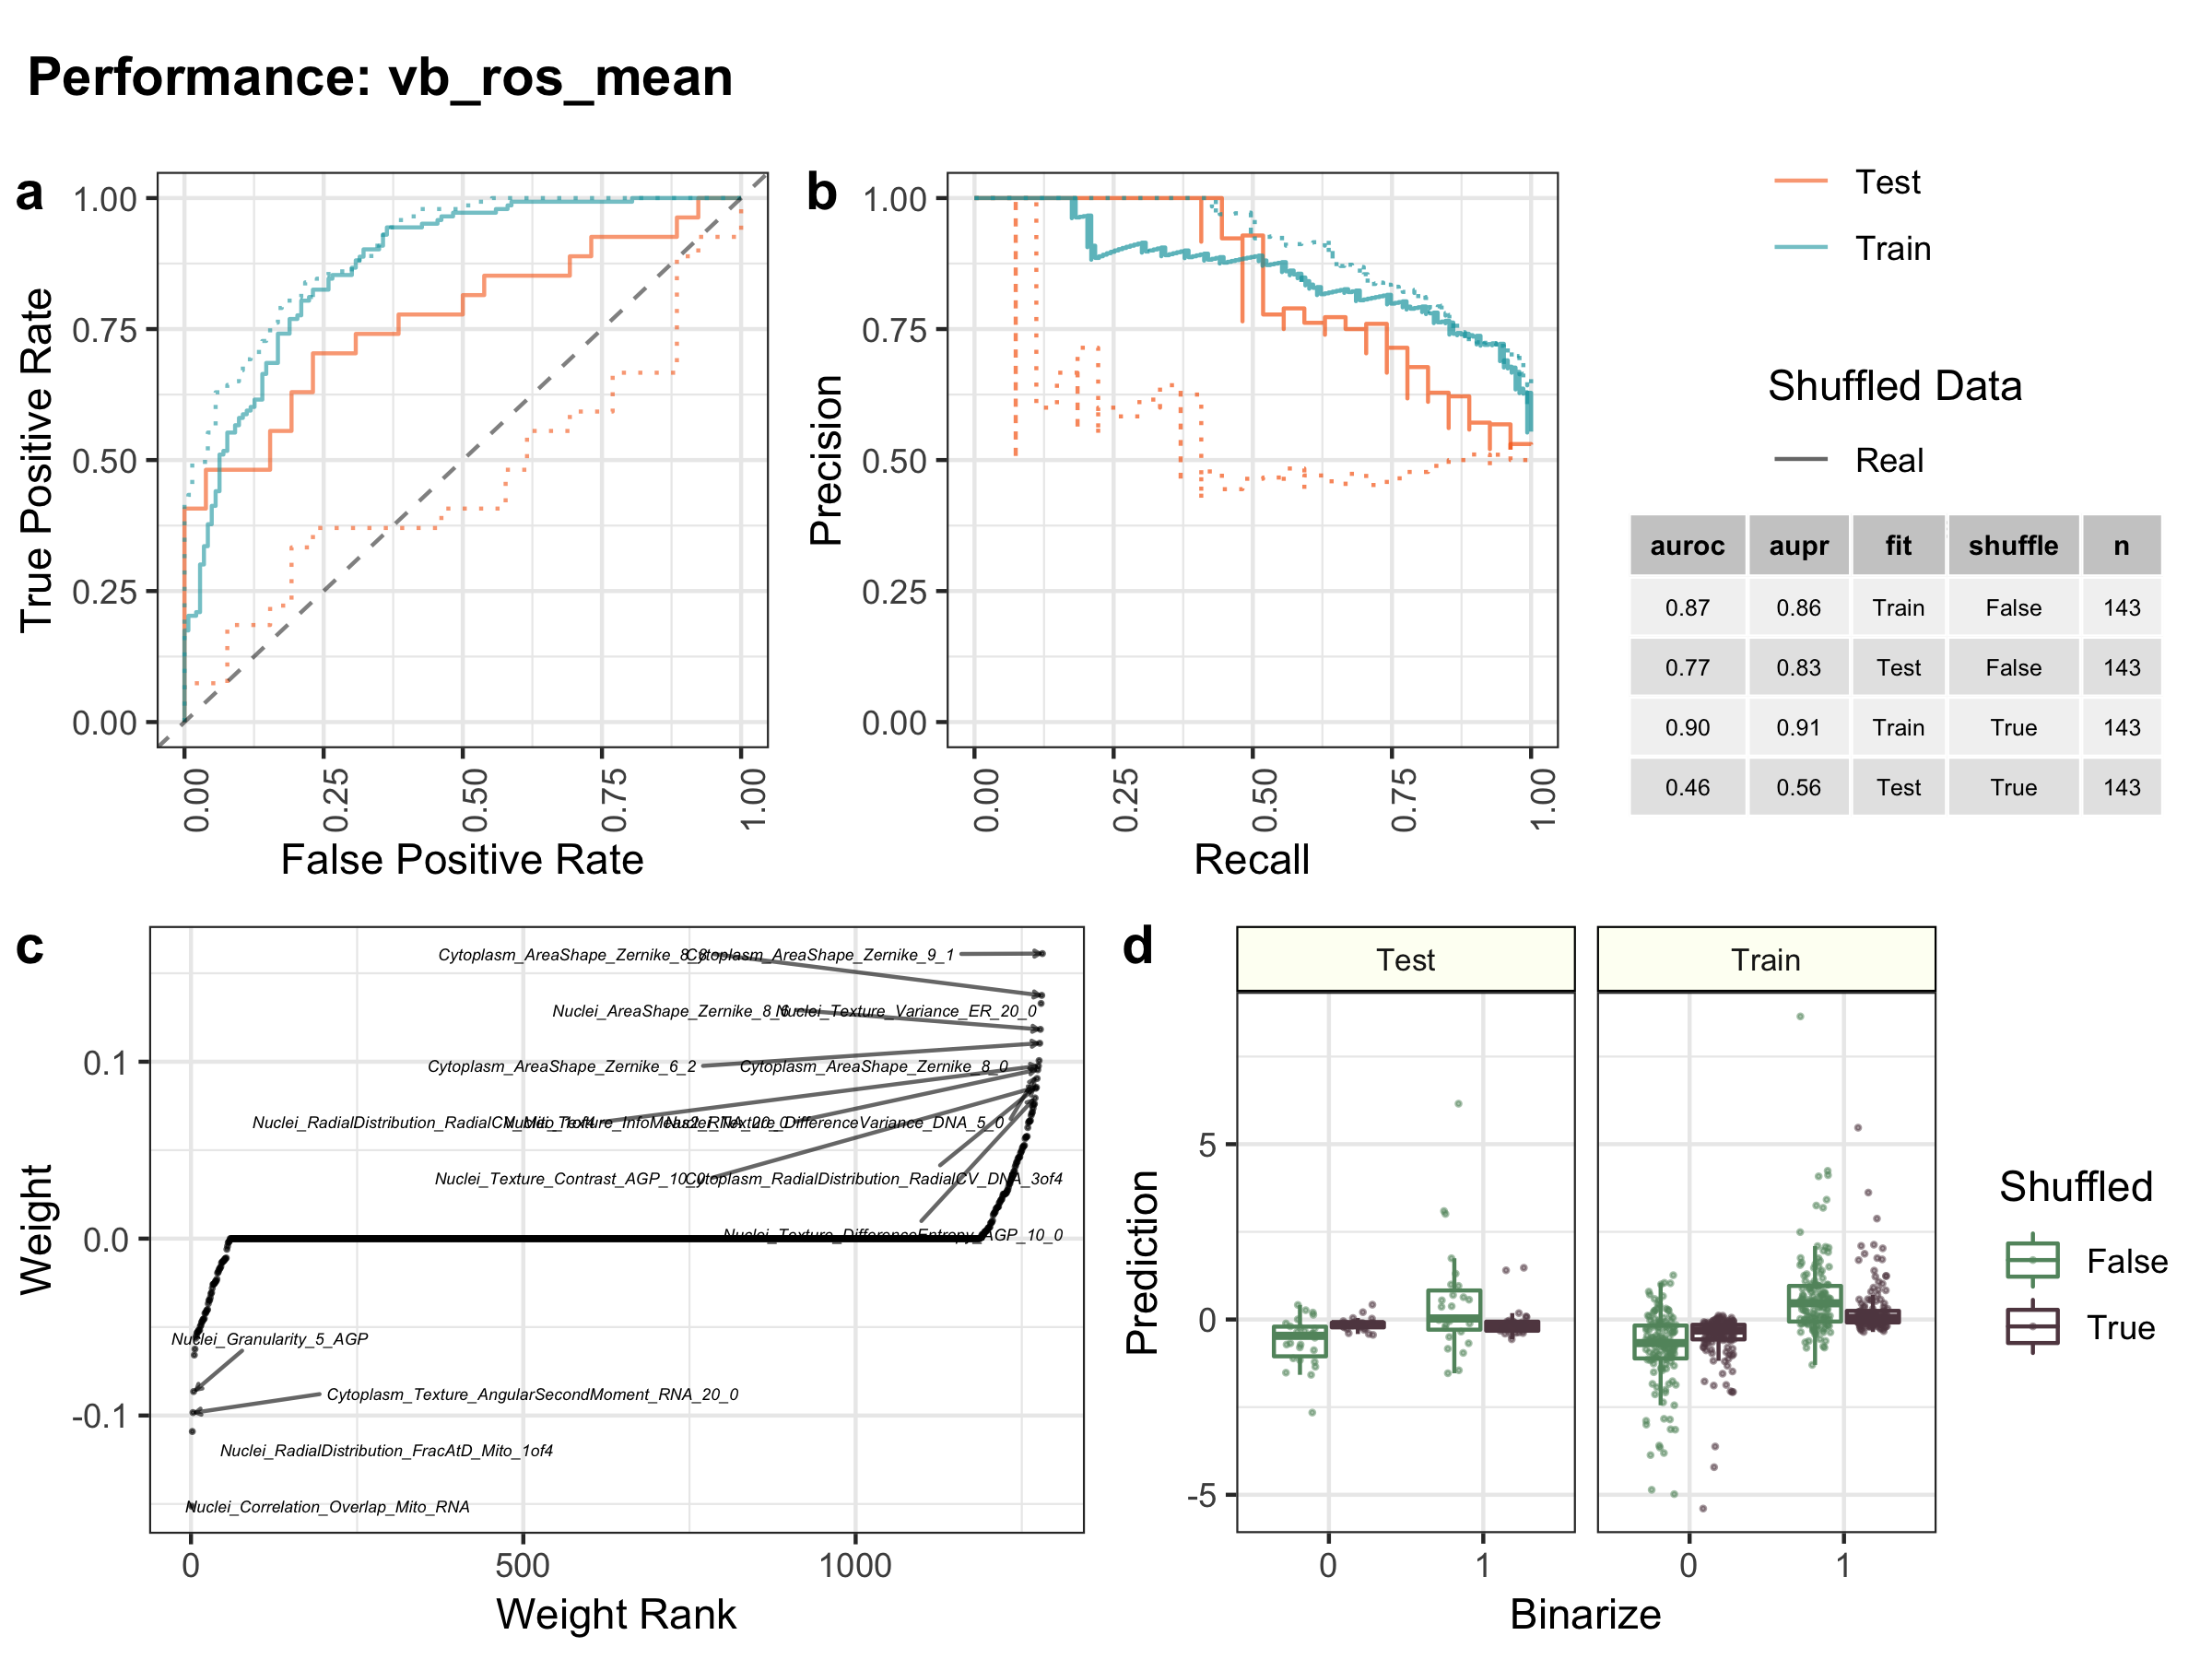 Performance: vb_ros_mean
a
1.00
0.75
0.50
0.25
0.00
True Positive Rate
0.00
0.25
0.50
0.75
1.00
False Positive Rate
b
1.00
0.75
0.50
0.25
0.00
Precision
0.00
0.25
0.50
0.75
1.00
Recall
Test
Train
Shuffled Data
Real
auroc aupr fit shuffle n
0.87 0.86 Train False 143
0.77 0.83 Test False 143
0.90 0.91 Train True 143
0.46 0.56 Test True 143
c
0.1
0.0
-0.1
Weight
Cytoplasm_AreaShape_Zernike_8_8
Cytoplasm_AreaShape_Zernike_9_1
Nuclei_AreaShape_Zernike_8_6
Nuclei_Texture_Variance_ER_20_0
Cytoplasm_AreaShape_Zernike_6_2
Cytoplasm_AreaShape_Zernike_8_0
Nuclei_RadialDistribution_RadialCV_Mito_1of4
Nuclei_Texture_InfoMeas2_RNA_20_0
Nuclei_Texture_DifferenceVariance_DNA_5_0
Nuclei_Texture_Contrast_AGP_10_0
Cytoplasm_RadialDistribution_RadialCV_DNA_3of4
Nuclei_Texture_DifferenceEntropy_AGP_10_0
Nuclei_Granularity_5_AGP
Cytoplasm_Texture_AngularSecondMoment_RNA_20_0
Nuclei_RadialDistribution_FracAtD_Mito_1of4
Nuclei_Correlation_Overlap_Mito_RNA
0
500
1000
Weight Rank
d
Test
Train
5
0
-5
Prediction
0
1
0
1
Binarize
Shuffled
False
True